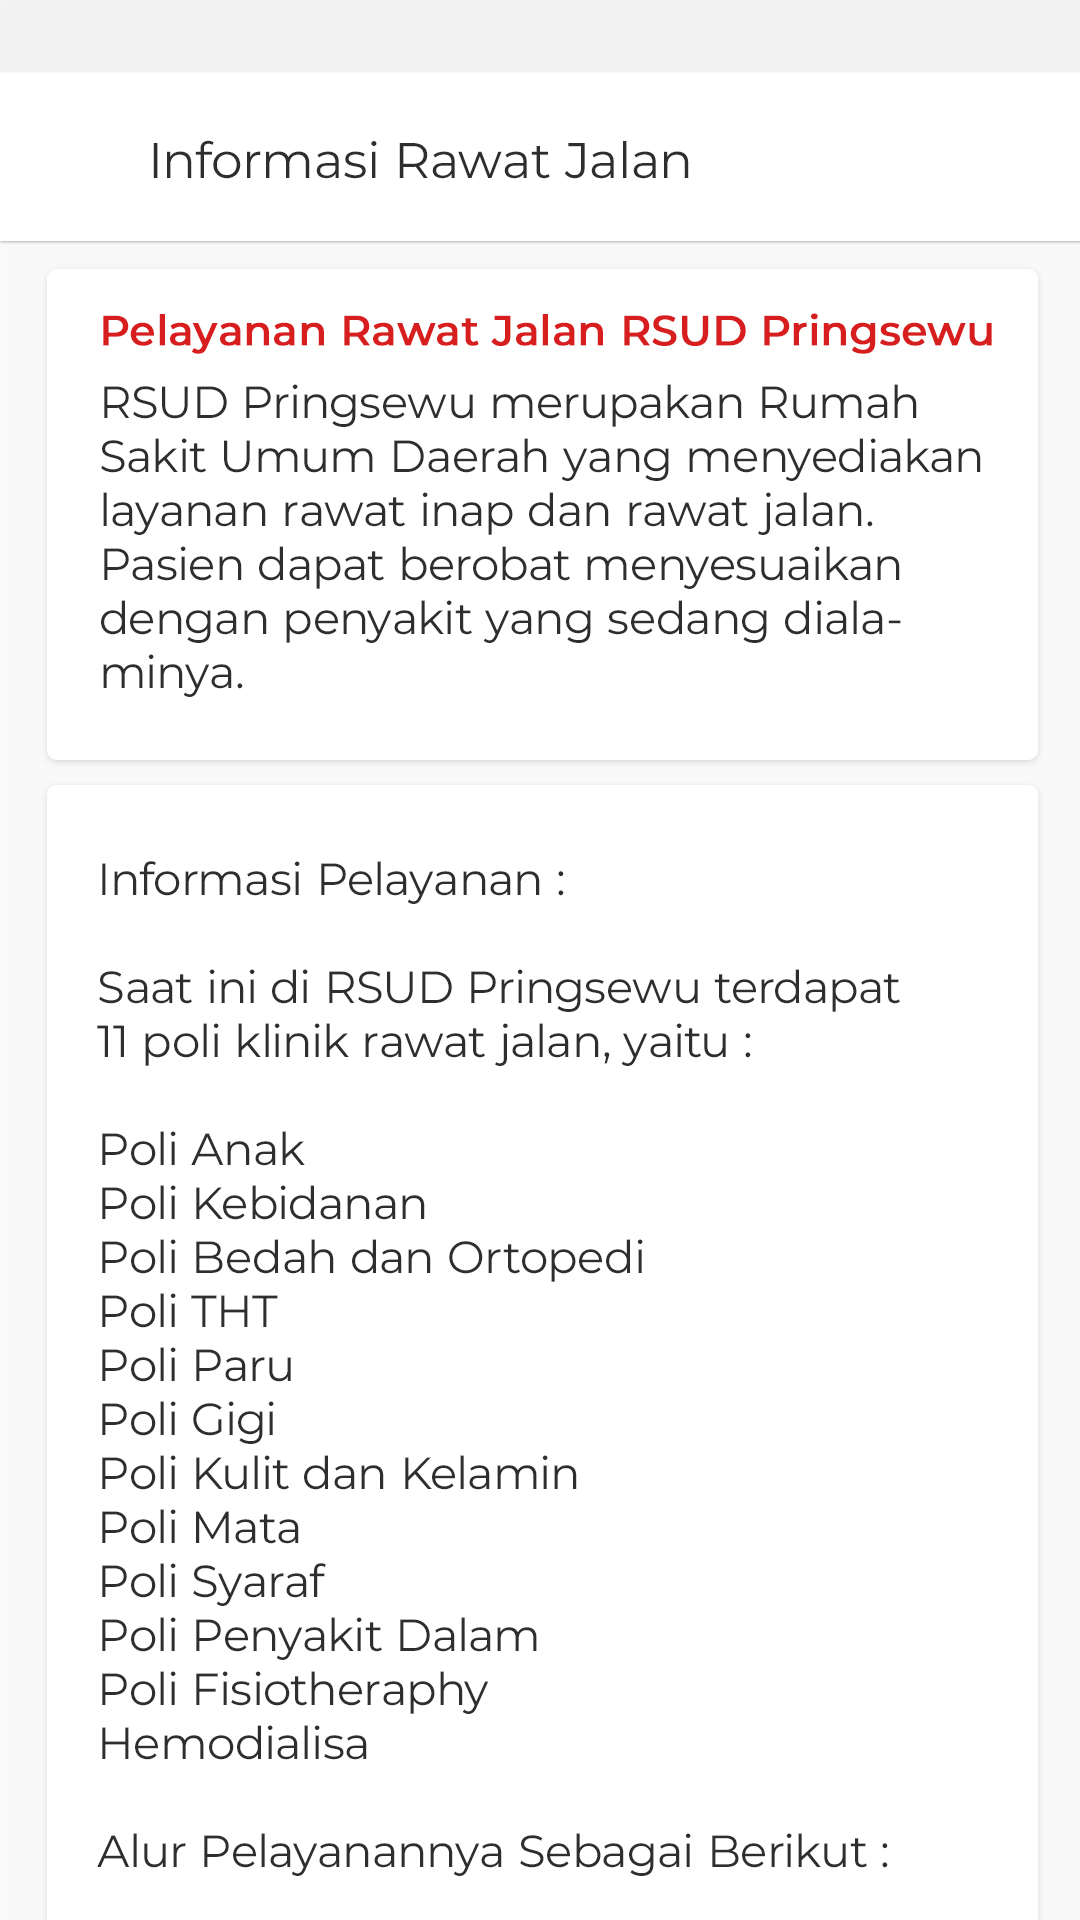 Informasi Rawat Jalan
Pelayanan Rawat Jalan RSUD Pringsewu
RSUD Pringsewu merupakan Rumah
Sakit Umum Daerah yang menyediakan
layanan rawat inap dan rawat jalan.
Pasien dapat berobat menyesuaikan
dengan penyakit yang sedang diala-
minya.
Informasi Pelayanan :
Saat ini di RSUD Pringsewu terdapat
11 poli klinik rawat jalan, yaitu :
Poli Anak
Poli Kebidanan
Poli Bedah dan Ortopedi
Poli THT
Poli Paru
Poli Gigi
Poli Kulit dan Kelamin
Poli Mata
Poli Syaraf
Poli Penyakit Dalam
Poli Fisiotheraphy
Hemodialisa
Alur Pelayanannya Sebagai Berikut :